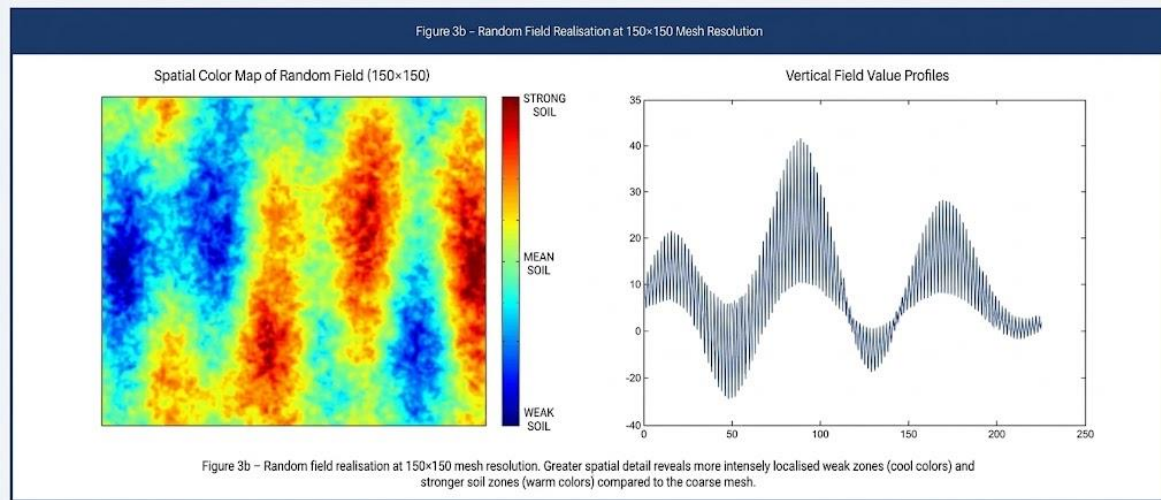 Figure 3b – Random Field Realisation at 150×150 Mesh Resolution
Spatial Color Map of Random Field (150×150)
STRONG
SOIL
MEAN
SOIL
WEAK
SOIL
Vertical Field Value Profiles
35
40
30
20
10
0
-20
-40
0
50
100
150
200
250
Figure 3b – Random field realisation at 150×150 mesh resolution. Greater spatial detail reveals more intensely localised weak zones (cool colors) and
stronger soil zones (warm colors) compared to the coarse mesh.